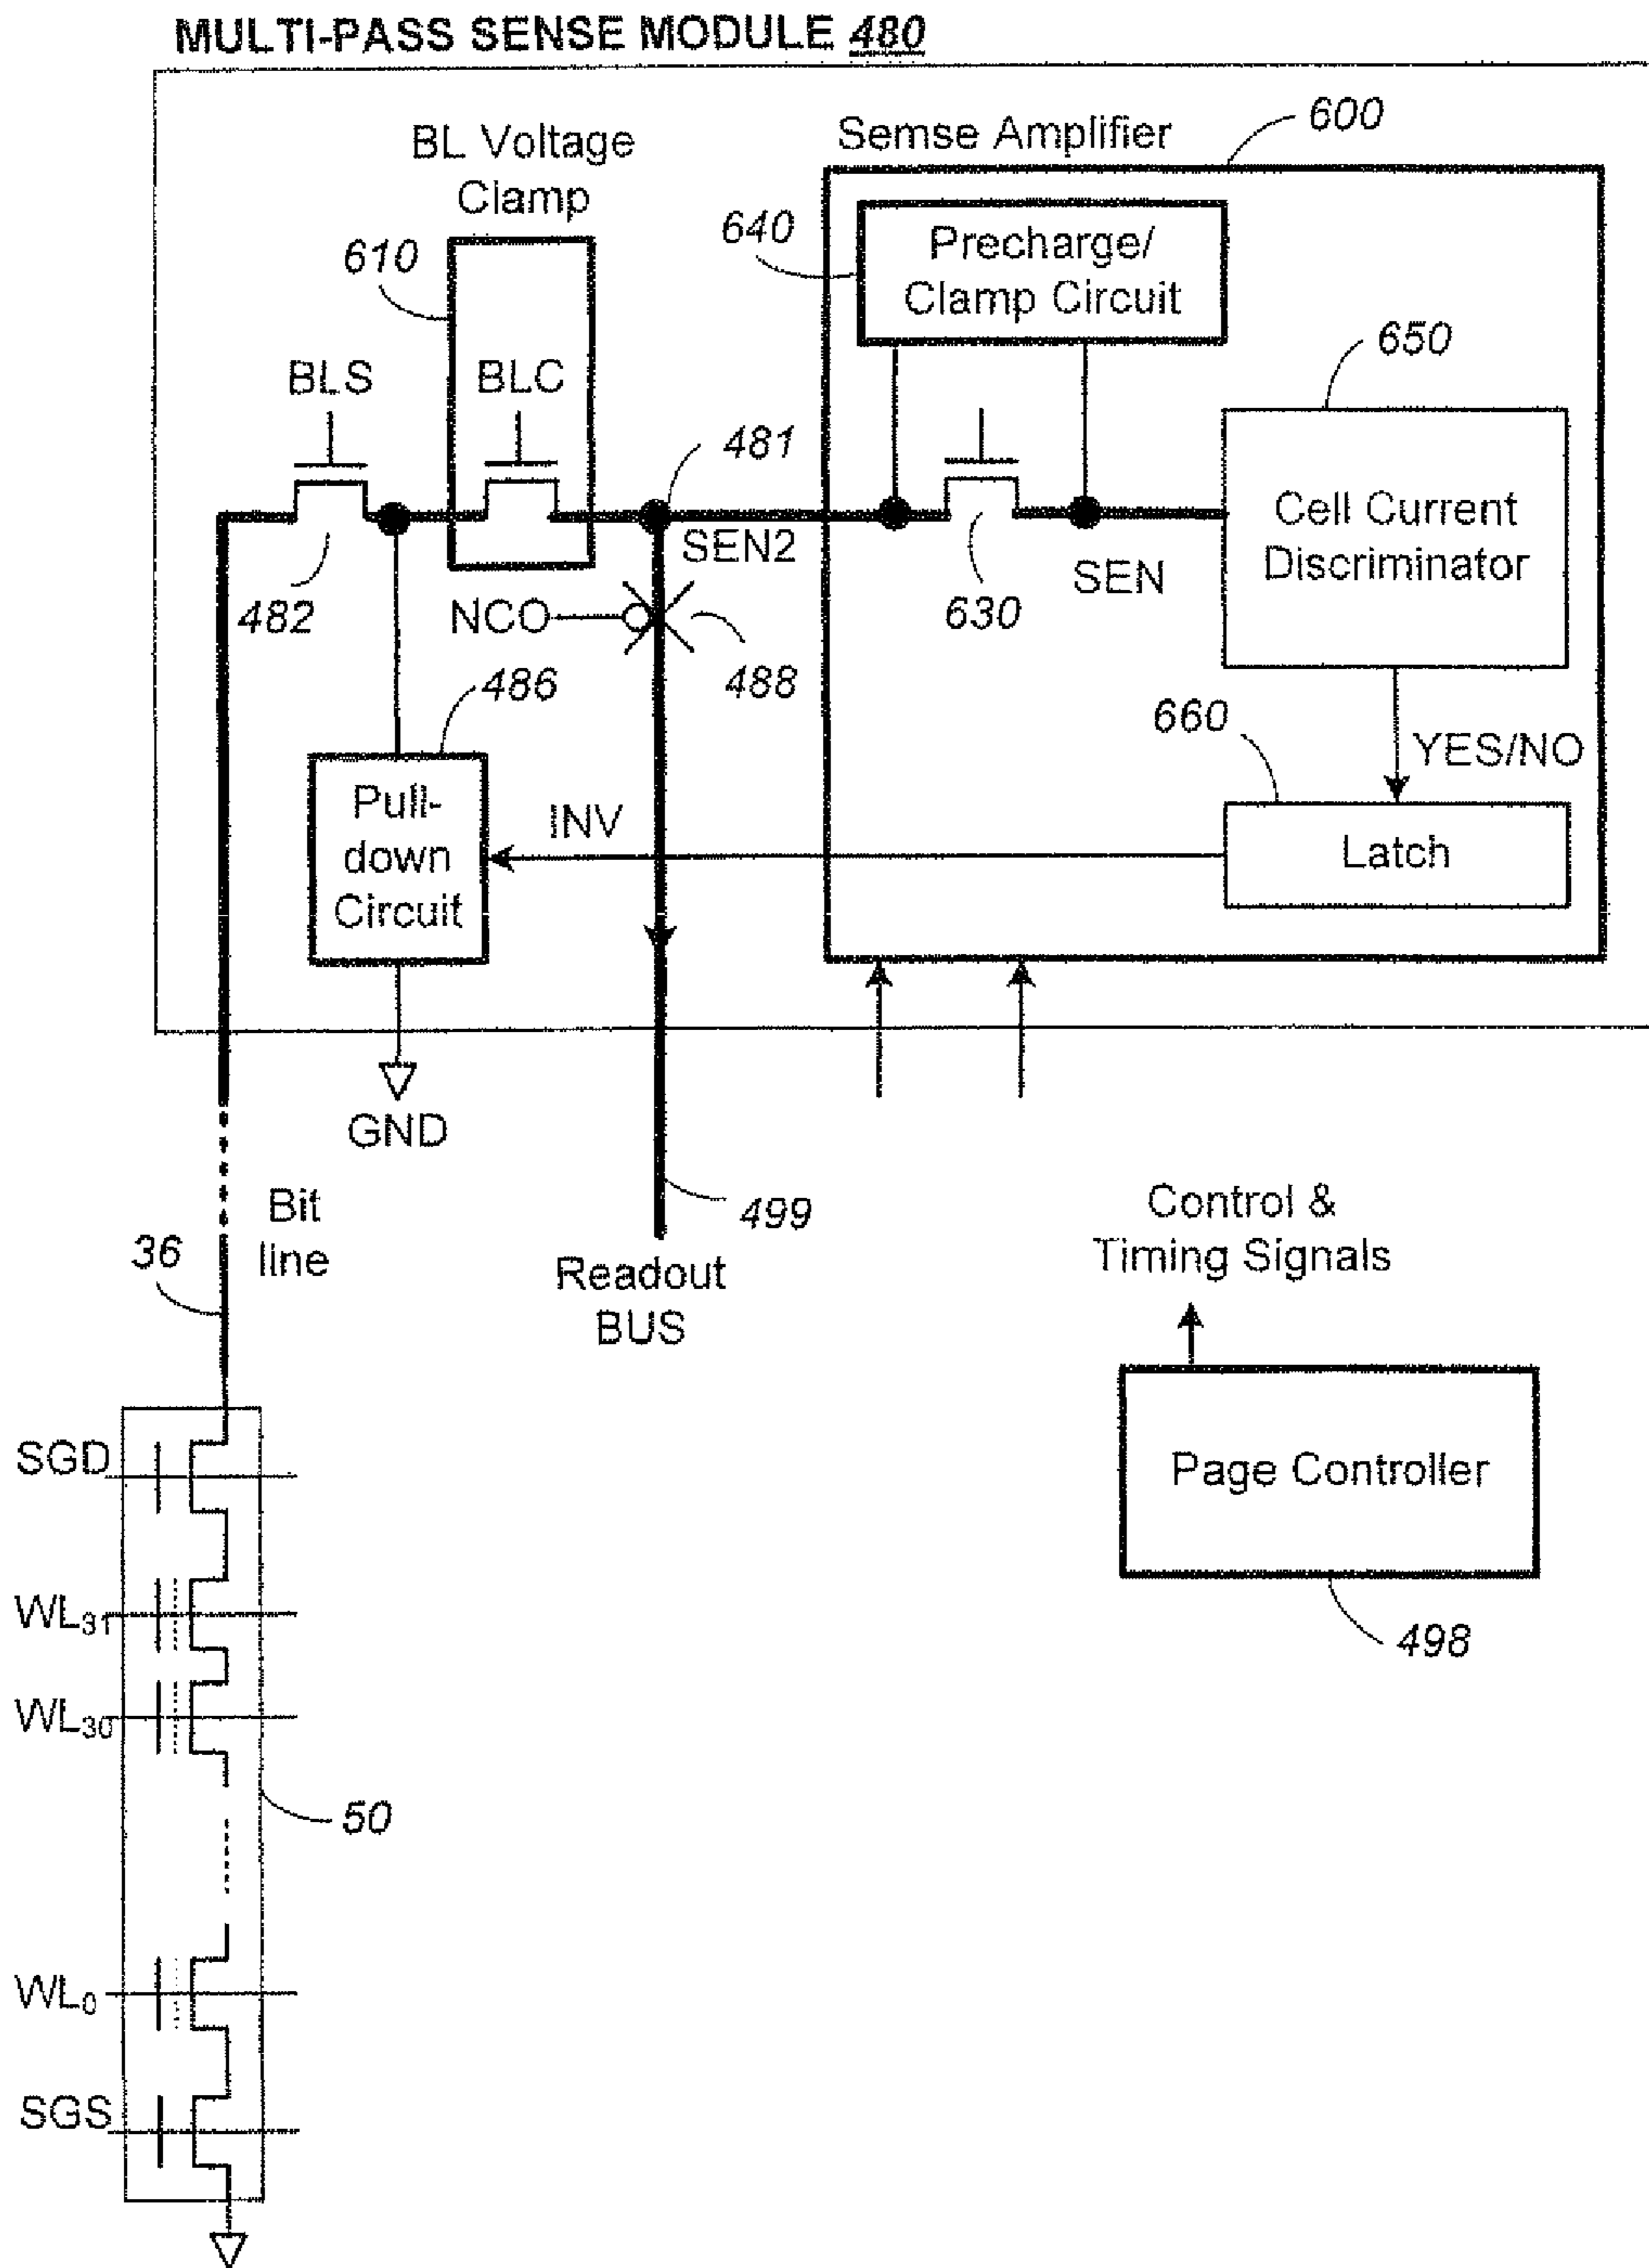 MULTI-PASS SENSE MODULE 480
600
Semse Amplifier
BL Voltage
Clamp
640
Precharge/
Clamp Circuit
610
650
BLS
BLC
481
Cell Current
Discriminator
SEN2
SEN
482
NCO
630
488
486
660
YES/NO
Pull-
down
Circuit
INV
Latch
GND
Bit
line
499
Control &
Timing Signals
36
Readout
BUS
SGD
Page Controller
WL31
498
WL30
50
WL0
SGS